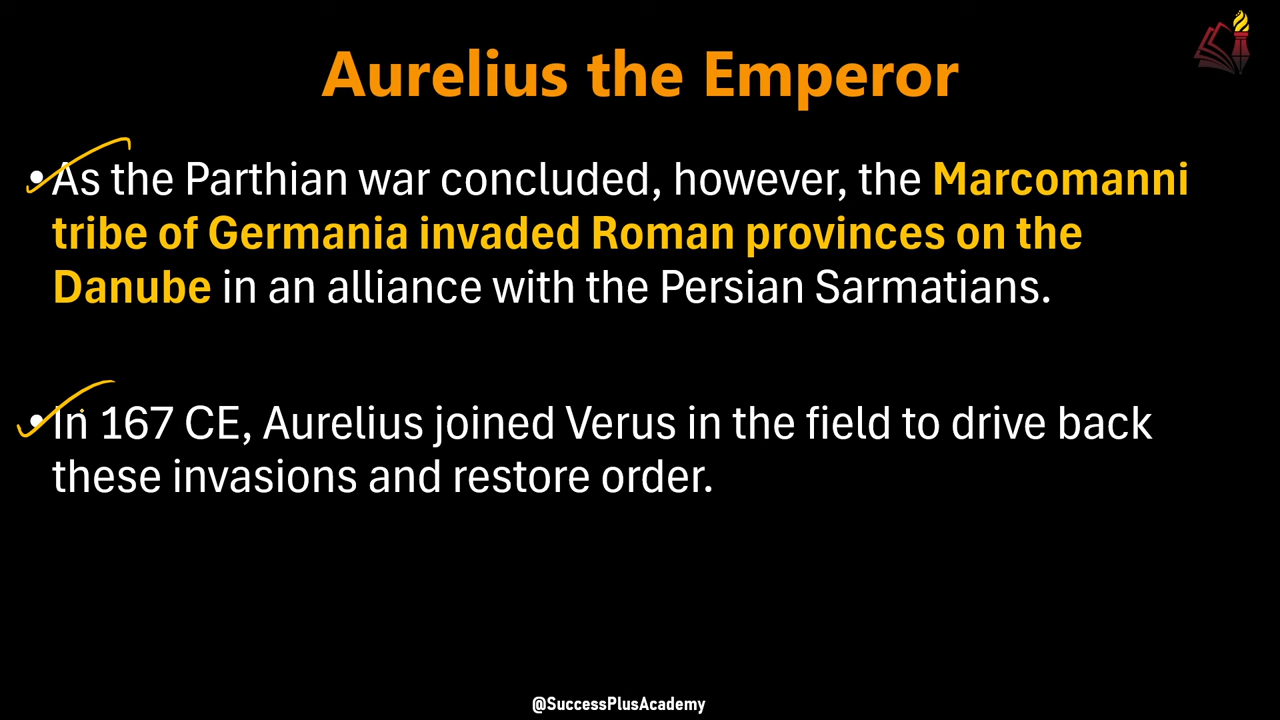 Aurelius the Emperor
• As the Parthian war concluded, however, the Marcomanni
tribe of Germania invaded Roman provinces on the
Danube in an alliance with the Persian Sarmatians.
• In 167 CE, Aurelius joined Verus in the field to drive back
these invasions and restore order.
@SuccessPlusAcademy